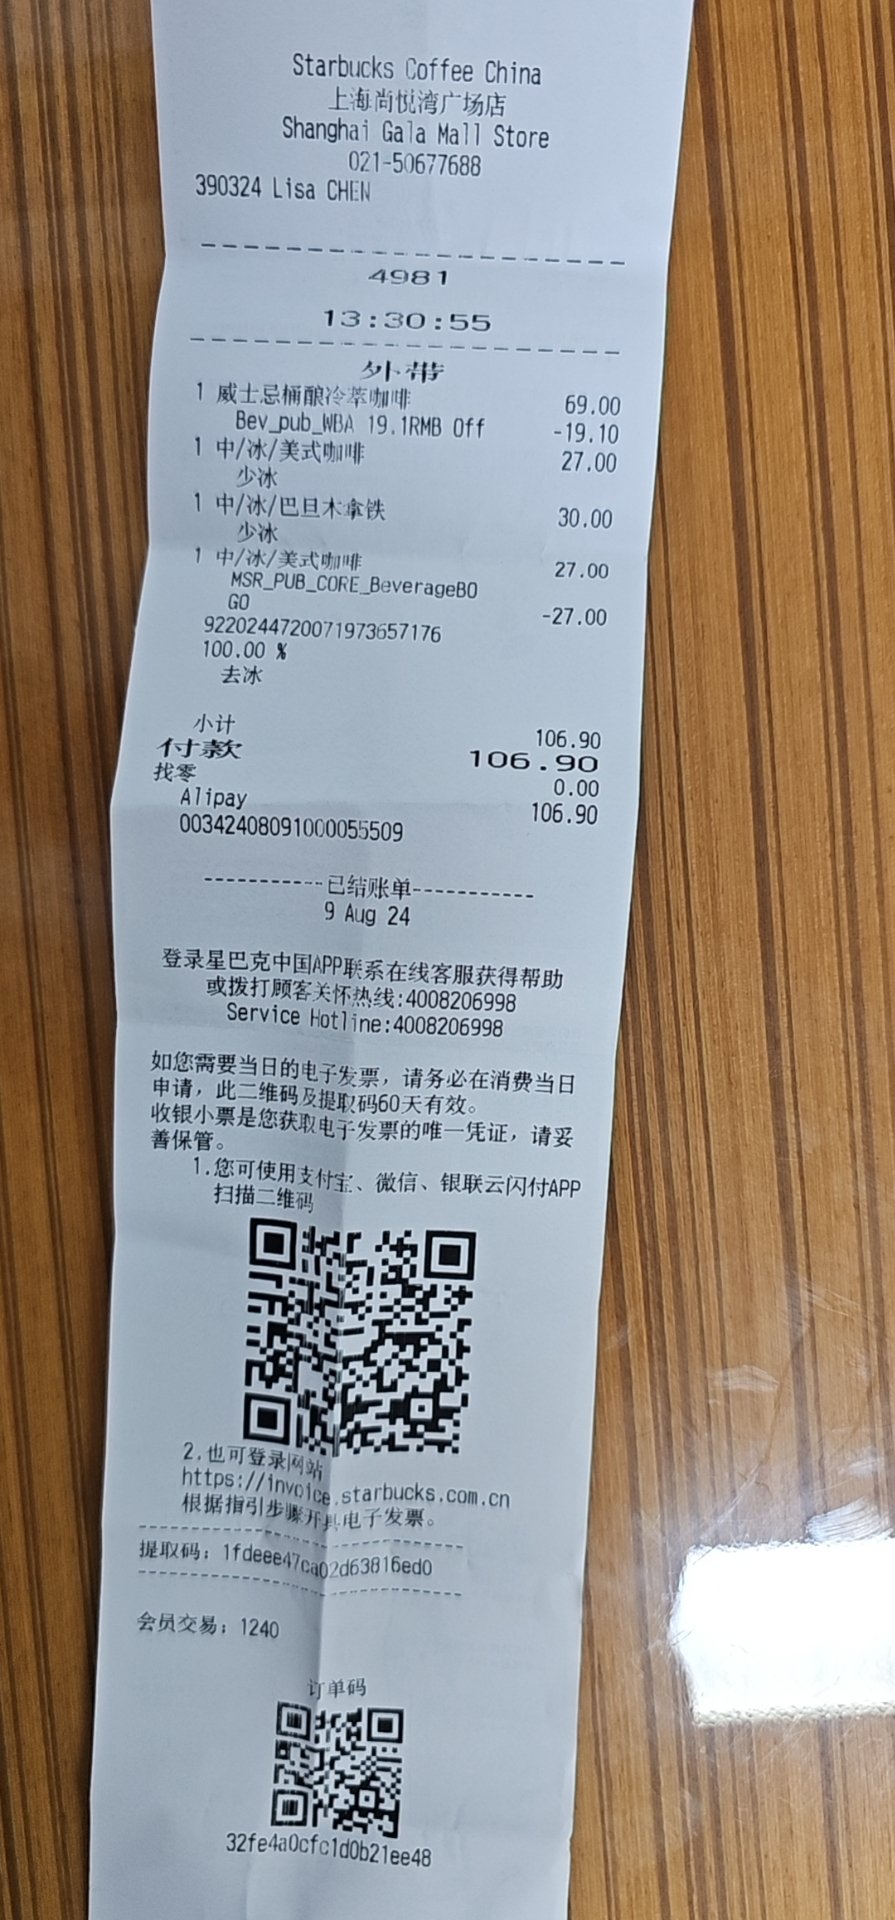 Starbucks Coffee China
上海尚悦湾广场店
Shanghai Gala Mall Store
021-50677688
390324 Lisa CHEN
4981
13:30:55
外带
1 威士忌桶酿冷萃咖啡 69.00
Bev_pub_WBA 19.1RMB Off -19.10
1 中/冰/美式咖啡 27.00
少冰
1 中/冰/巴旦木拿铁 30.00
少冰
1 中/冰/美式咖啡 27.00
MSR_PUB_CORE_BeverageBO
GO -27.00
9220244720071973657176
100.00 %
去冰
小计 106.90
付款 106.90
找零 0.00
Alipay 106.90
00342408091000055509
-----------已结账单-----------
9 Aug 24
登录星巴克中国APP联系在线客服获得帮助
或拨打顾客关怀热线:4008206998
Service Hotline:4008206998
如您需要当日的电子发票，请务必在消费当日
申请，此二维码及提取码60天有效。
收银小票是您获取电子发票的唯一凭证，请妥
善保管。
1.您可使用支付宝、微信、银联云闪付APP
扫描二维码
2.也可登录网站
https://invoice.starbucks.com.cn
根据指引步骤开具电子发票。
提取码：1fdeee47ca02d63816ed0
会员交易：1240
订单码
32fe4a0cfc1d0b21ee48